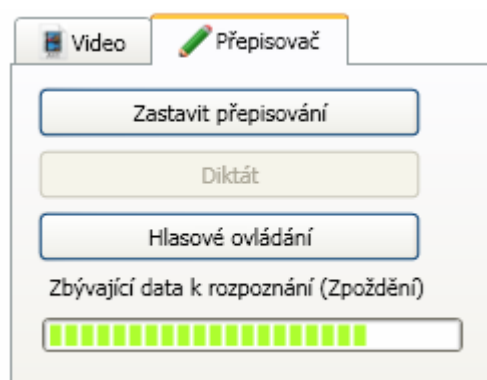 Video
Přepisovač
Zastavit přepisování
Diktát
Hlasové ovládání
Zbývající data k rozpoznání (Zpoždění)